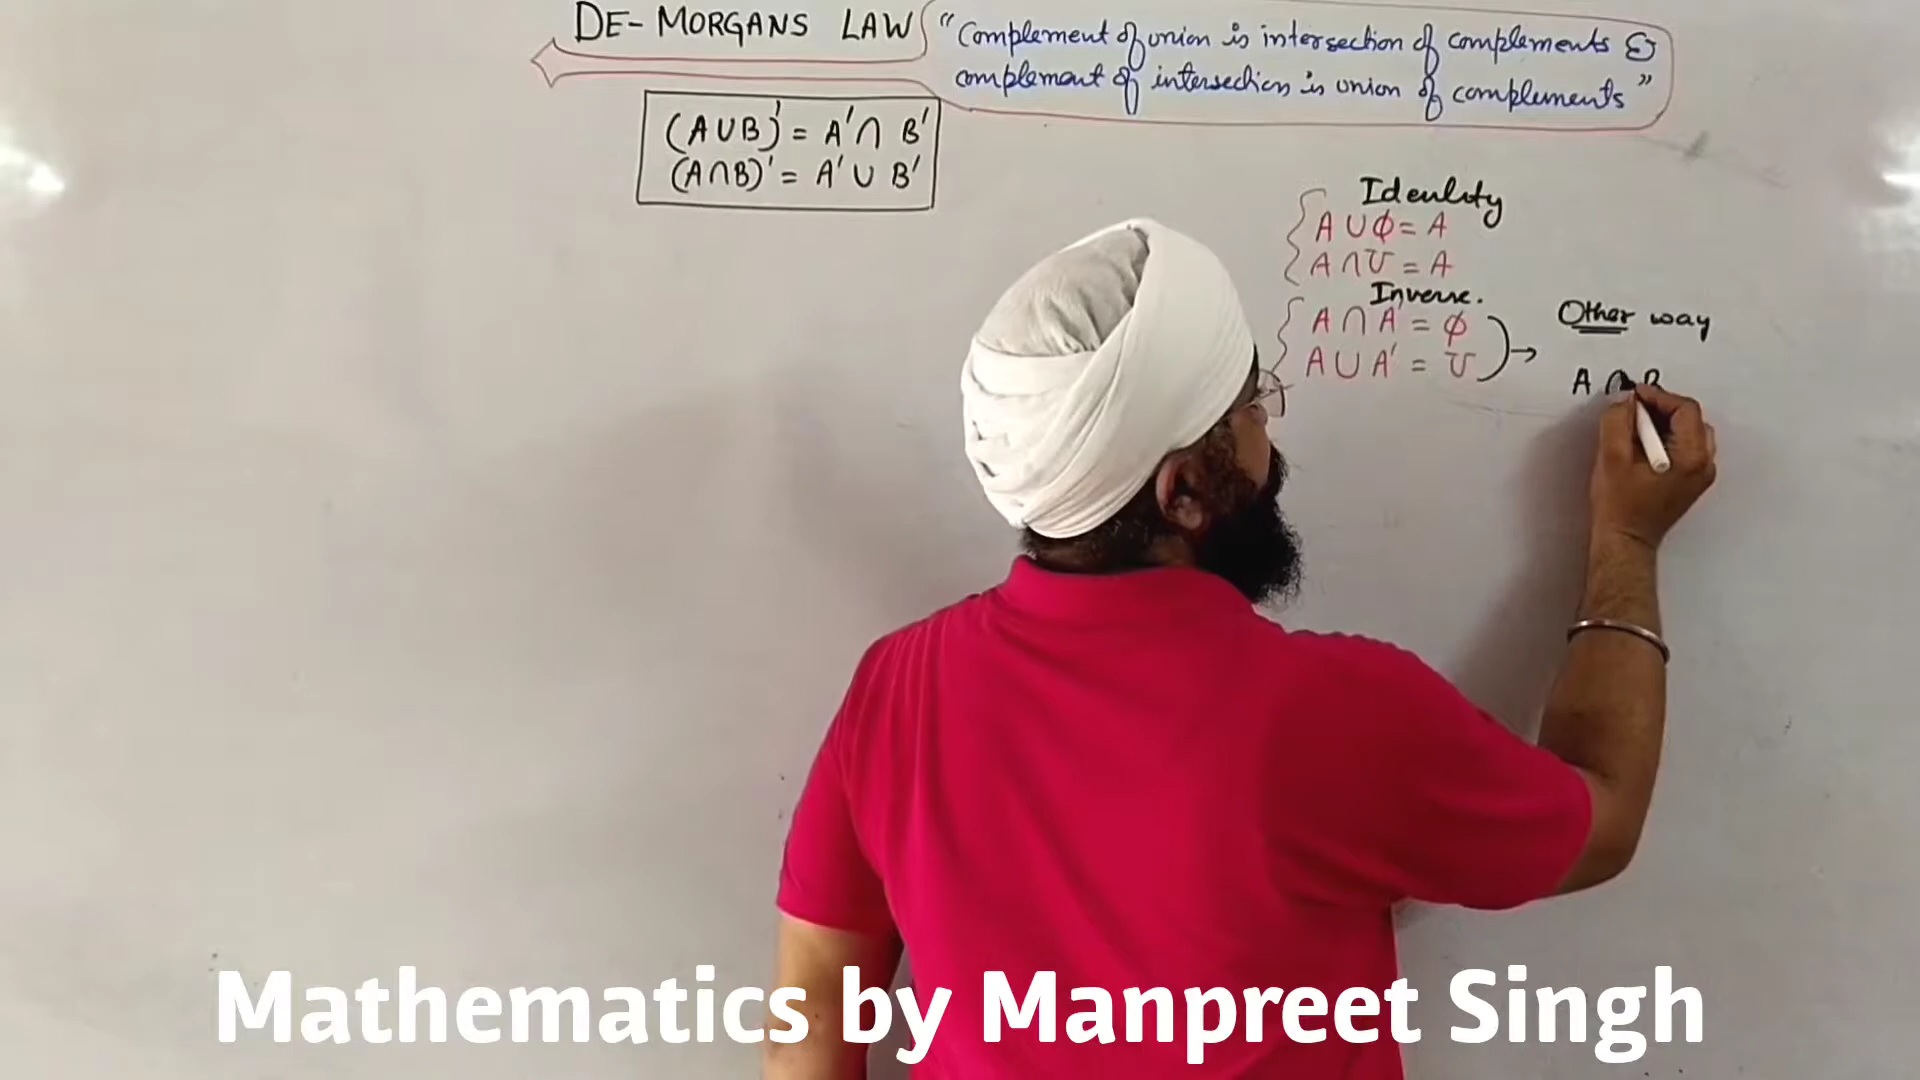 DE-MORGANS LAW
"Complement of union is intersection of complements &
complement of intersection is union of complements"
(A∪B)' = A'∩ B'
(A∩B)' = A' ∪ B'
Identity
A ∪ ϕ = A
A ∩ U = A
Inverse.
A ∩ A' = ϕ
A ∪ A' = U
Other way
A ∩ B
Mathematics by Manpreet Singh